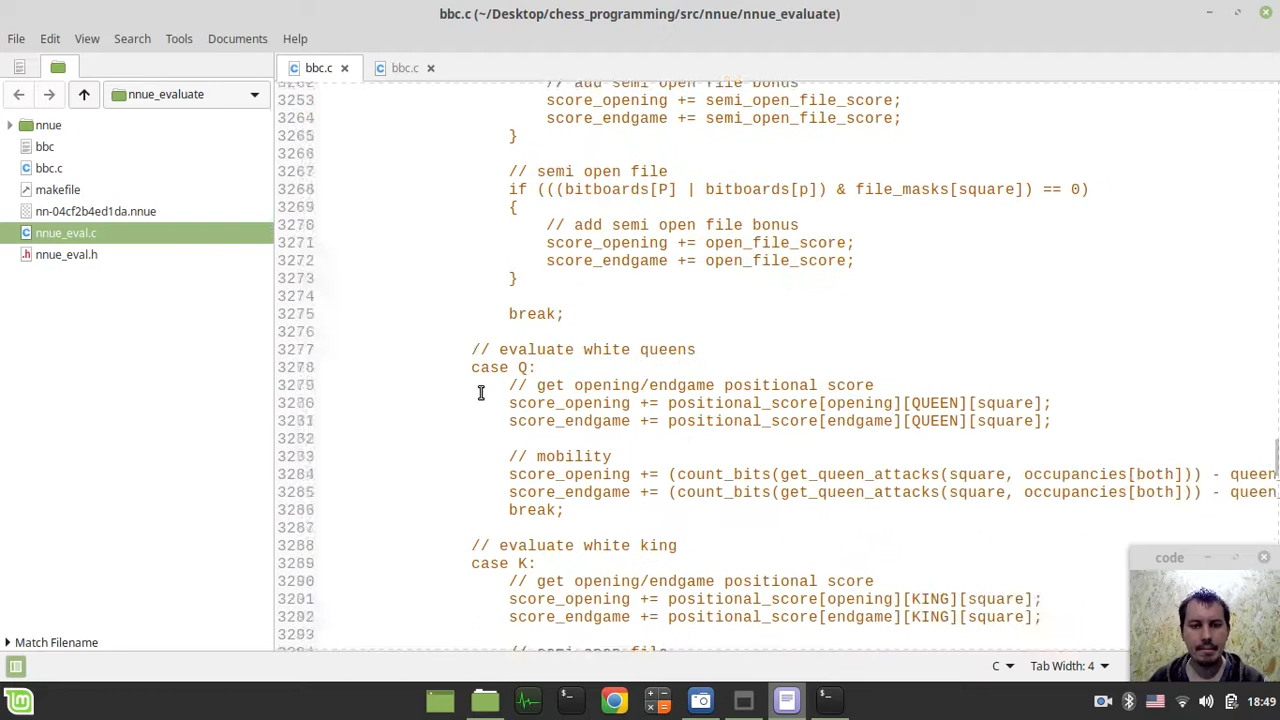 bbc.c (~/Desktop/chess_programming/src/nnue/nnue_evaluate)
File Edit View Search Tools Documents Help
bbc.c
bbc.c
nnue_evaluate
nnue
bbc
bbc.c
makefile
nn-04cf2b4ed1da.nnue
nnue_eval.c
nnue_eval.h
Match Filename
// add semi open file bonus
score_opening += semi_open_file_score;
3264 score_endgame += semi_open_file_score;
3265 }
3266
3267 // semi open file
3268 if (((bitboards[P] | bitboards[p]) & file_masks[square]) == 0)
3269 {
3270 // add semi open file bonus
3271 score_opening += open_file_score;
3272 score_endgame += open_file_score;
3273 }
3274
3275 break;
3276
3277 // evaluate white queens
3278 case Q:
3279 // get opening/endgame positional score
3280 score_opening += positional_score[opening][QUEEN][square];
score_endgame += positional_score[endgame][QUEEN][square];
3282
3283 // mobility
3284 score_opening += (count_bits(get_queen_attacks(square, occupancies[both])) - queen
3285 score_endgame += (count_bits(get_queen_attacks(square, occupancies[both])) - queen
3286 break;
3287
3288 // evaluate white king
3289 case K:
3290 // get opening/endgame positional score
score_opening += positional_score[opening][KING][square];
score_endgame += positional_score[endgame][KING][square];
code
C
Tab Width: 4
18:49